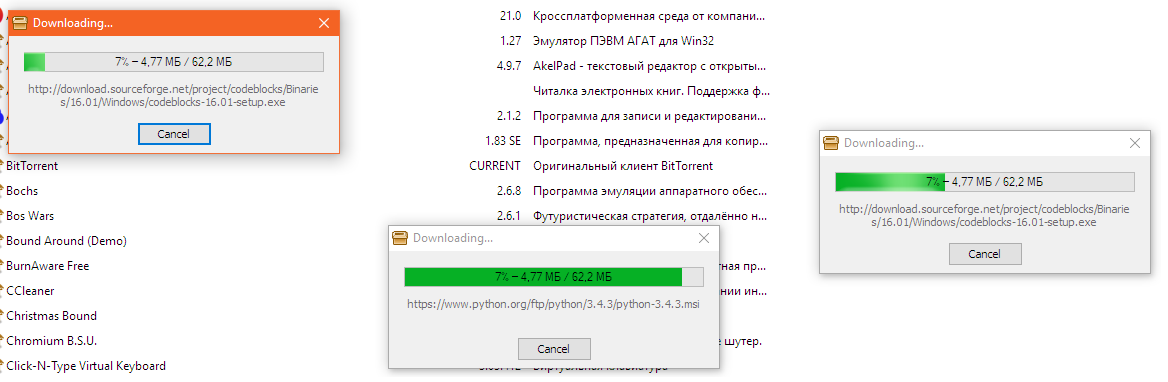 Downloading...
7% – 4,77 МБ / 62,2 МБ
http://download.sourceforge.net/project/codeblocks/Binarie
s/16.01/Windows/codeblocks-16.01-setup.exe
Cancel
21.0 Кроссплатформенная среда от компани...
1.27 Эмулятор ПЭВМ АГАТ для Win32
4.9.7 AkelPad - текстовый редактор с открыты...
Читалка электронных книг. Поддержка ф...
2.1.2 Программа для записи и редактировани...
1.83 SE Программа, предназначенная для копир...
BitTorrent CURRENT Оригинальный клиент BitTorrent
Bochs 2.6.8 Программа эмуляции аппаратного обес...
Bos Wars 2.6.1 Футуристическая стратегия, отдалённо н...
Bound Around (Demo)
BurnAware Free тная пр...
CCleaner нии ин...
Christmas Bound
Chromium B.S.U. е шутер.
Click-N-Type Virtual Keyboard
Downloading...
7% – 4,77 МБ / 62,2 МБ
https://www.python.org/ftp/python/3.4.3/python-3.4.3.msi
Cancel
Downloading...
7% – 4,77 МБ / 62,2 МБ
http://download.sourceforge.net/project/codeblocks/Binarie
s/16.01/Windows/codeblocks-16.01-setup.exe
Cancel